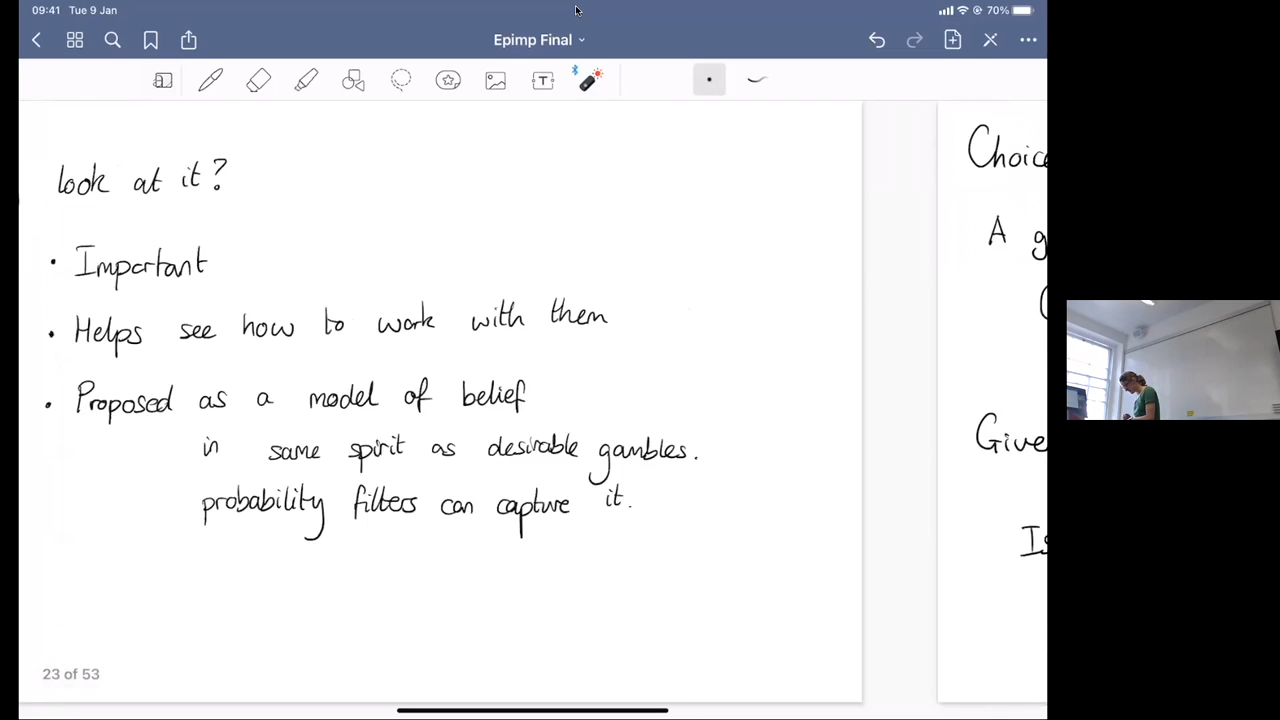 09:41 Tue 9 Jan
70%
Epimp Final
T
look at it?
• Important
• Helps see how to work with them
• Proposed as a model of belief
in same spirit as desirable gambles.
probability filters can capture it.
23 of 53
Choic
A g
Give
Is